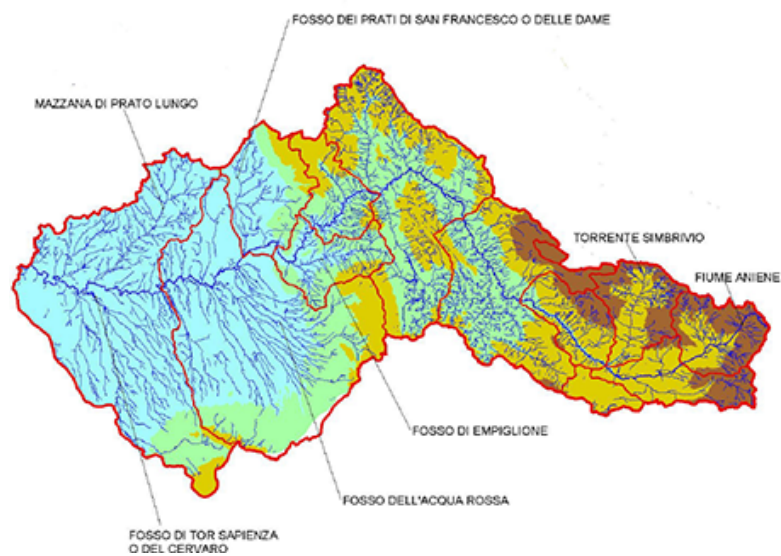 FOSSO DEI PRATI DI SAN FRANCESCO O DELLE DAME
MAZZANA DI PRATO LUNGO
TORRENTE SIMBRIVIO
FIUME ANIENE
FOSSO DI EMPIGLIONE
FOSSO DELL'ACQUA ROSSA
FOSSO DI TOR SAPIENZA
O DEL CERVARO